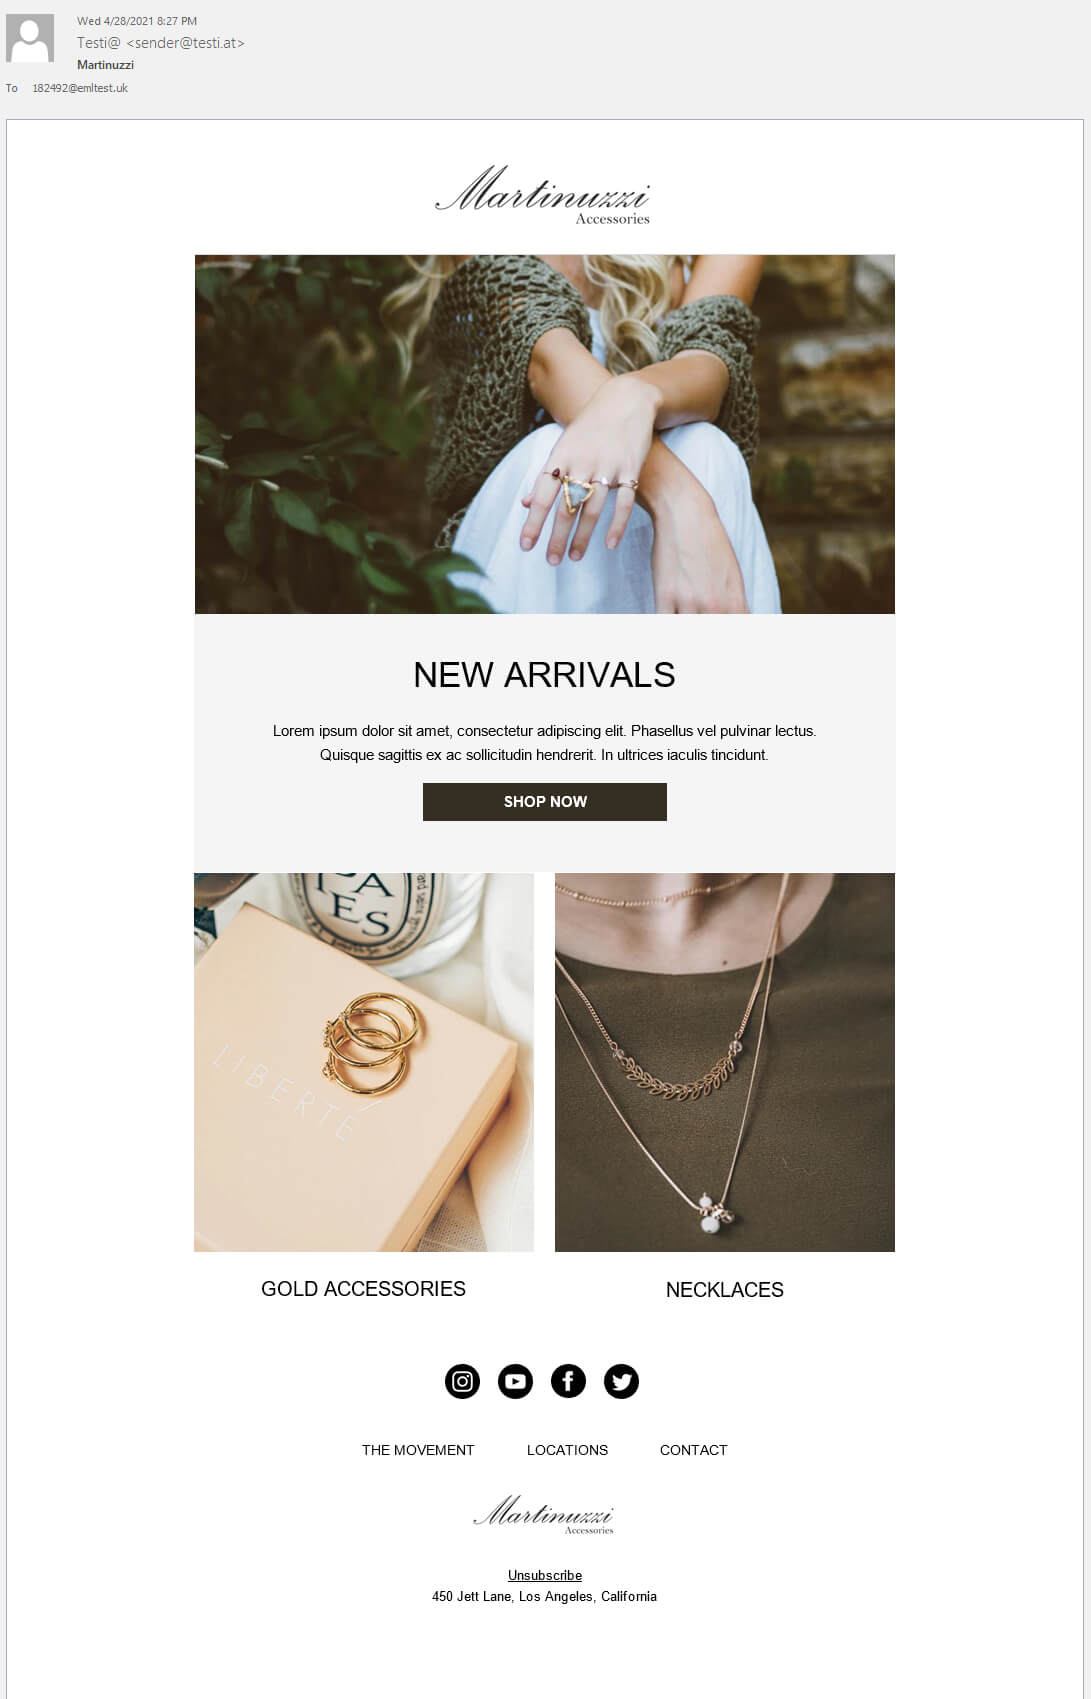 Wed 4/28/2021 8:27 PM
Testi@ <sender@testi.at>
Martinuzzi
To 182492@emltest.uk
Martinuzzi
Accessories
NEW ARRIVALS
Lorem ipsum dolor sit amet, consectetur adipiscing elit. Phasellus vel pulvinar lectus.
Quisque sagittis ex ac sollicitudin hendrerit. In ultrices iaculis tincidunt.
SHOP NOW
LIBERTÉ
GOLD ACCESSORIES
NECKLACES
THE MOVEMENT LOCATIONS CONTACT
Martinuzzi
Accessories
Unsubscribe
450 Jett Lane, Los Angeles, California